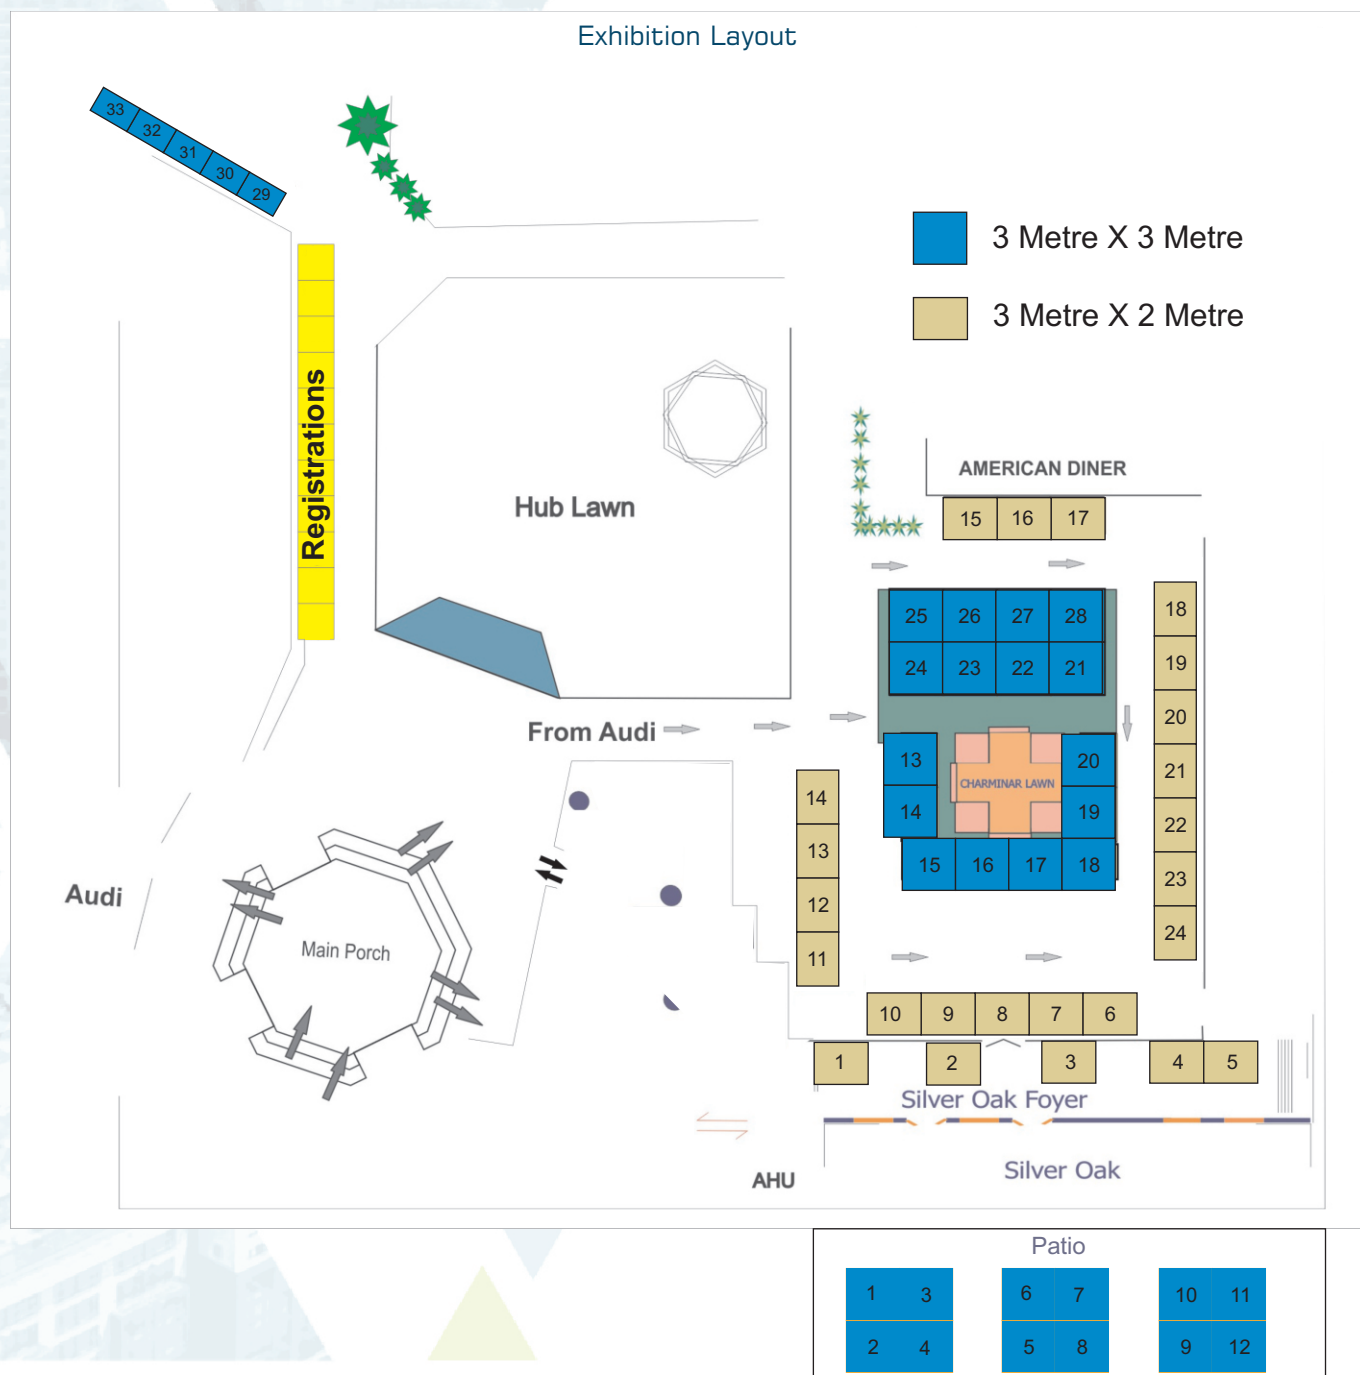 Exhibition Layout
33
32
31
30
29
3 Metre X 3 Metre
3 Metre X 2 Metre
Registrations
Hub Lawn
AMERICAN DINER
15 16 17
25 26 27 28
24 23 22 21
18
19
20
21
22
23
24
From Audi
13
14
CHARMINAR LAWN
20
19
15 16 17 18
14
13
12
11
Audi
Main Porch
10 9 8 7 6
1 2 3 4 5
Silver Oak Foyer
Silver Oak
AHU
Patio
1 3 6 7 10 11
2 4 5 8 9 12